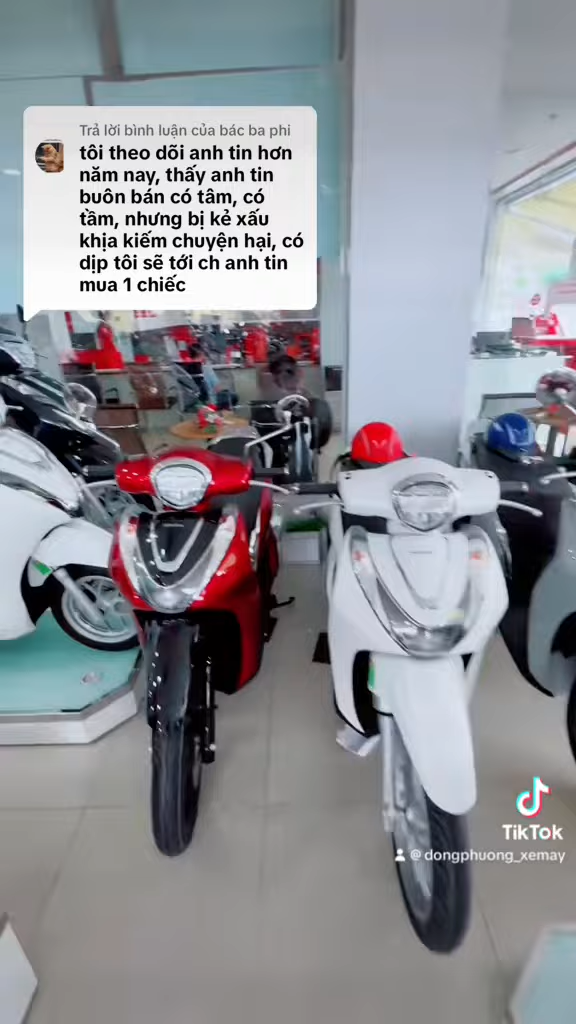 Trả lời bình luận của bác ba phi
tôi theo dõi anh tin hơn
năm nay, thấy anh tin
buôn bán có tâm, có
tầm, nhưng bị kẻ xấu
khịa kiếm chuyện hại, có
dịp tôi sẽ tới ch anh tin
mua 1 chiếc
TikTok
@dongphuong_xemay